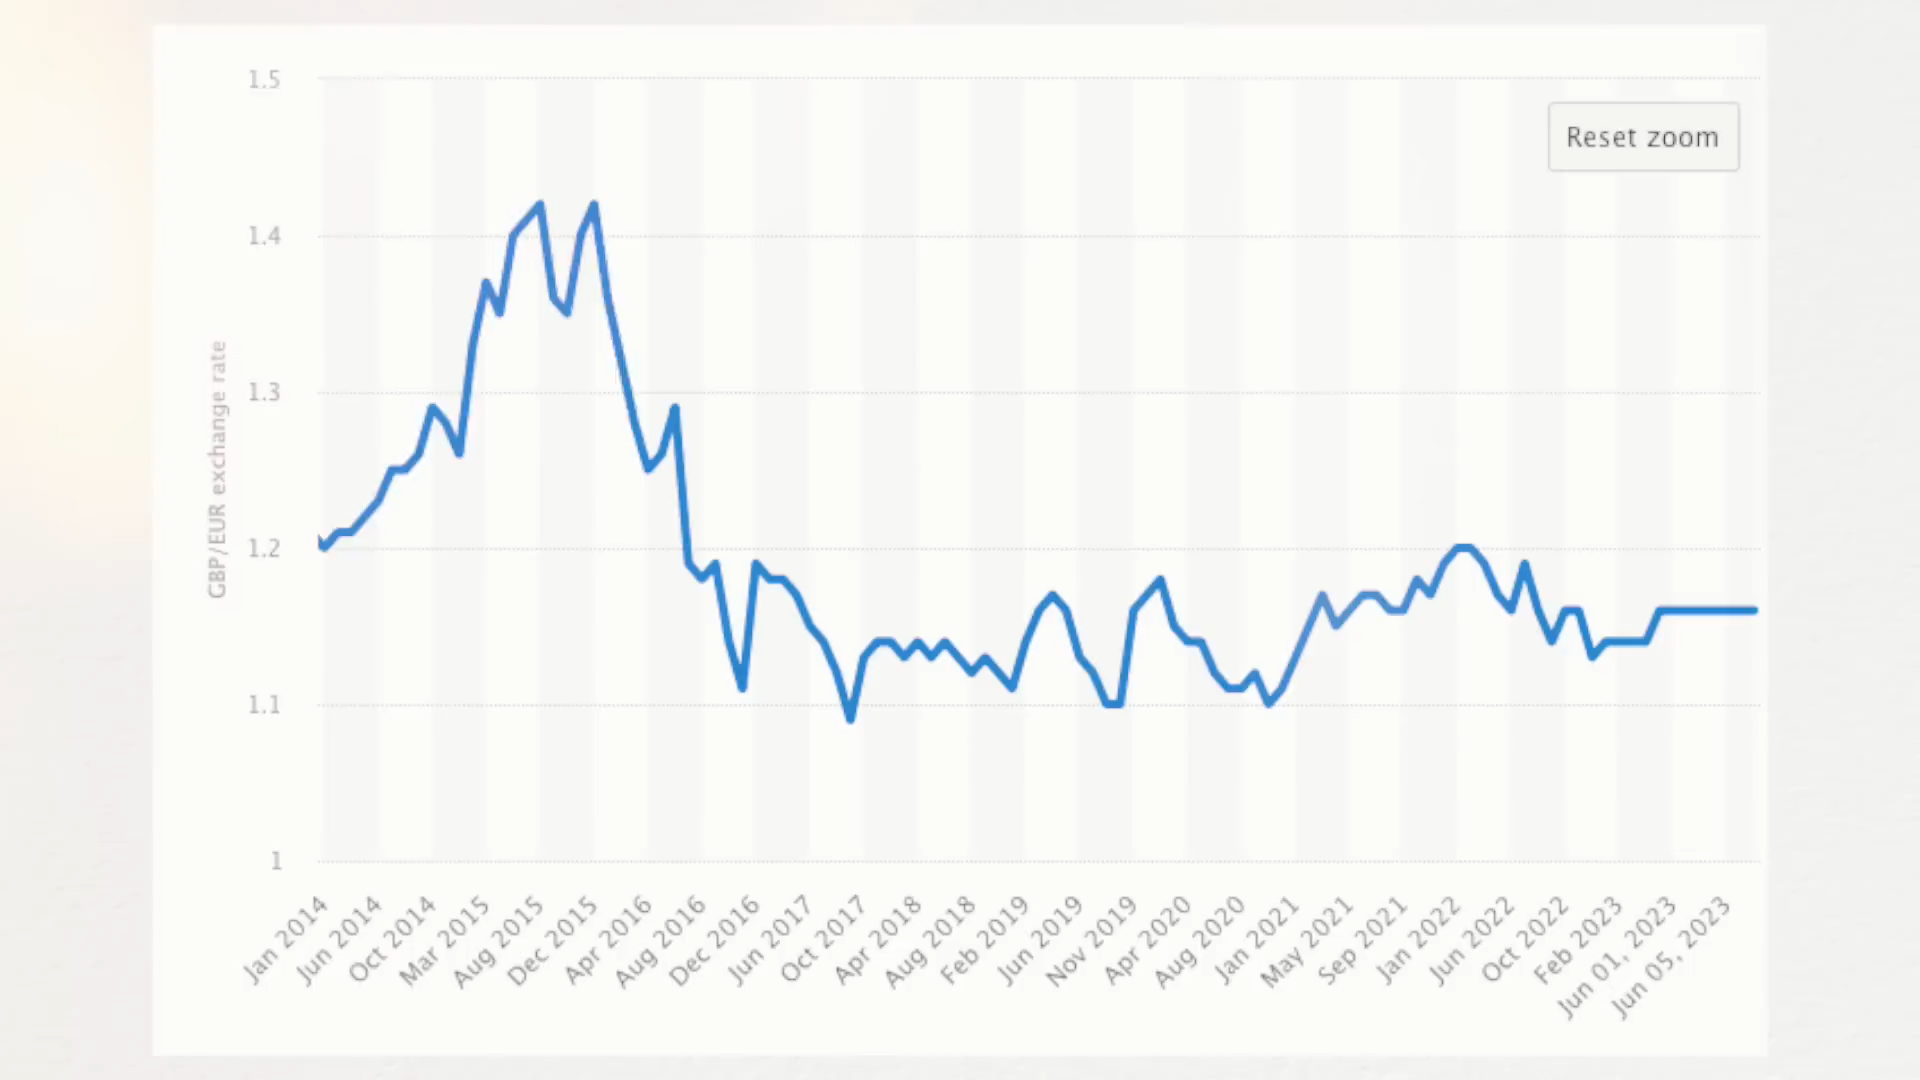 1.5
Reset zoom
1.4
1.3
GBP/EUR exchange rate
1.2
1.1
1
Jan 2014
Jun 2014
Oct 2014
Mar 2015
Aug 2015
Dec 2015
Apr 2016
Aug 2016
Dec 2016
Jun 2017
Oct 2017
Apr 2018
Aug 2018
Feb 2019
Jun 2019
Nov 2019
Apr 2020
Aug 2020
Jan 2021
May 2021
Sep 2021
Jan 2022
Jun 2022
Oct 2022
Feb 2023
Jun 01, 2023
Jun 05, 2023